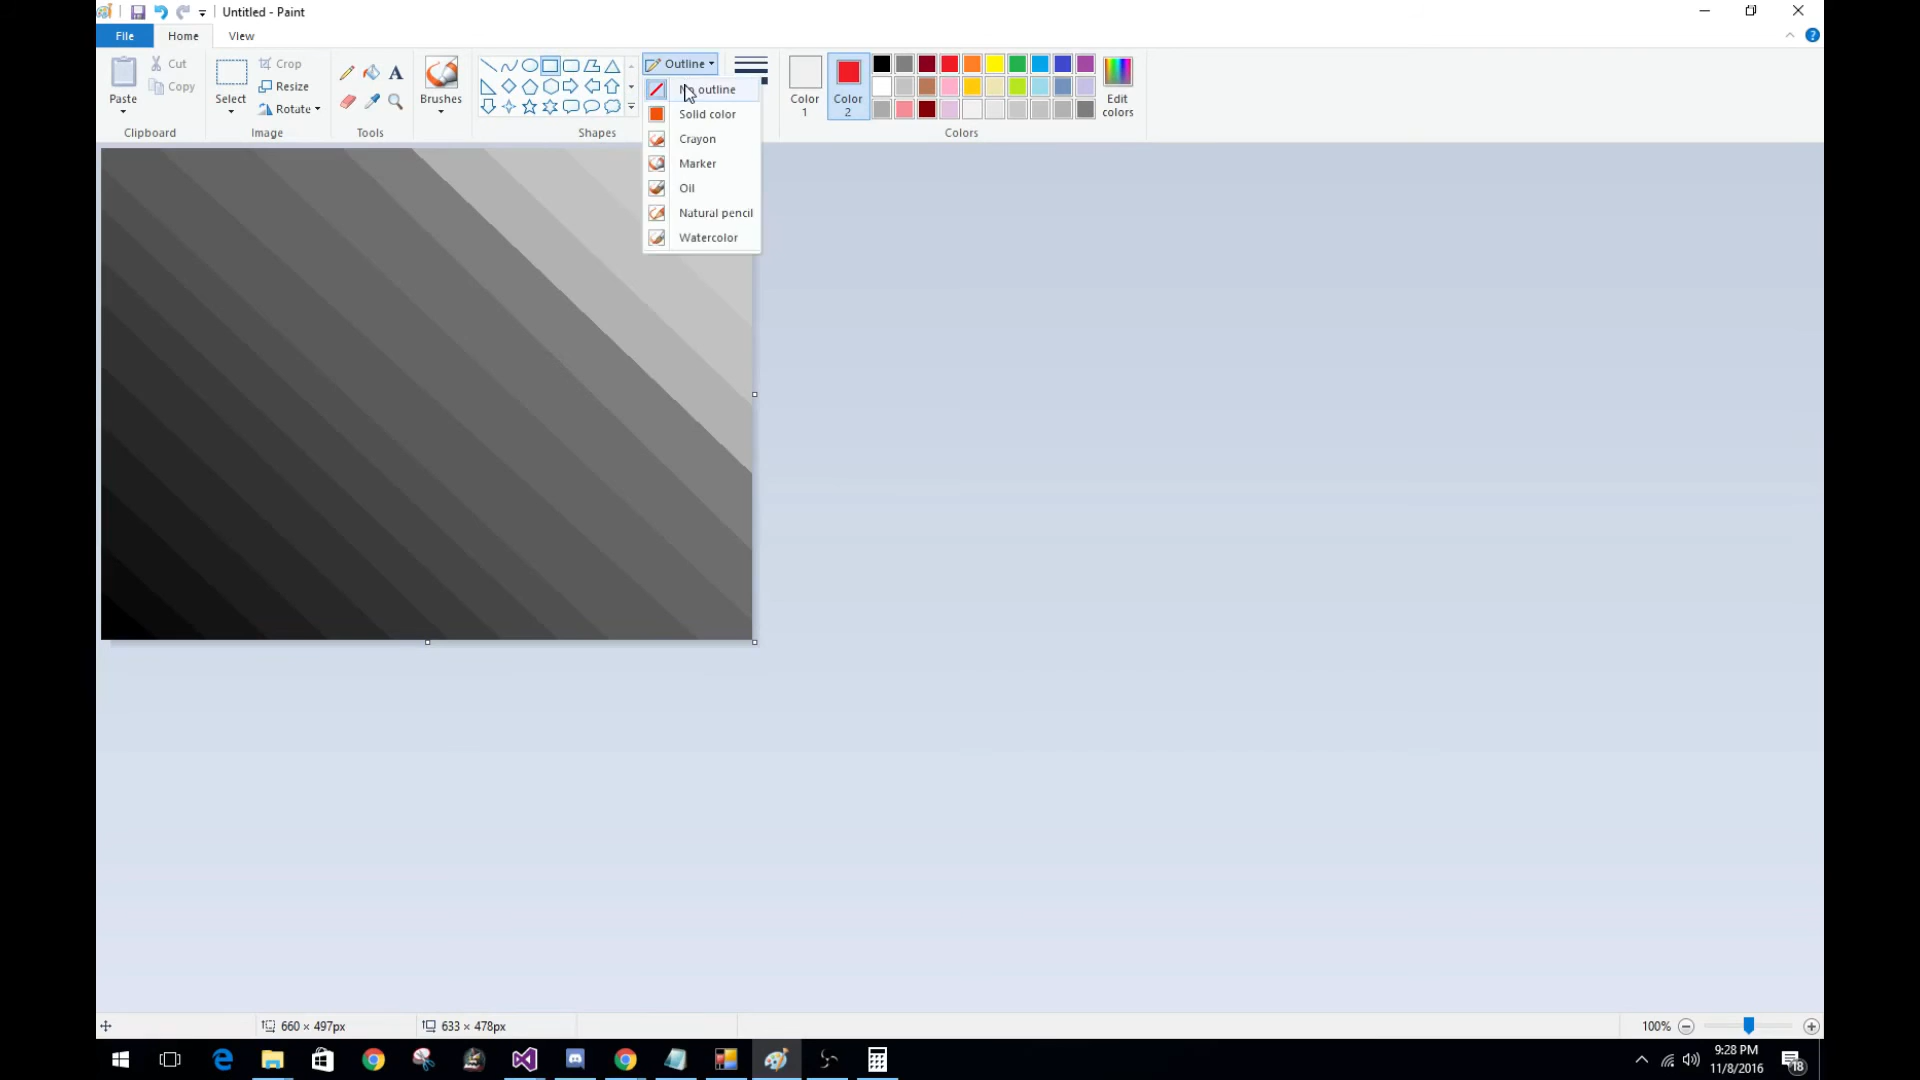 Untitled - Paint
File
Home
View
Paste
Cut
Copy
Clipboard
Select
Crop
Resize
Rotate
Image
Tools
Brushes
Shapes
Outline
outline
Solid color
Crayon
Marker
Oil
Natural pencil
Watercolor
Color
1
Color
2
Edit
colors
Colors
660 × 497px
633 × 478px
100%
9:28 PM
11/8/2016
18